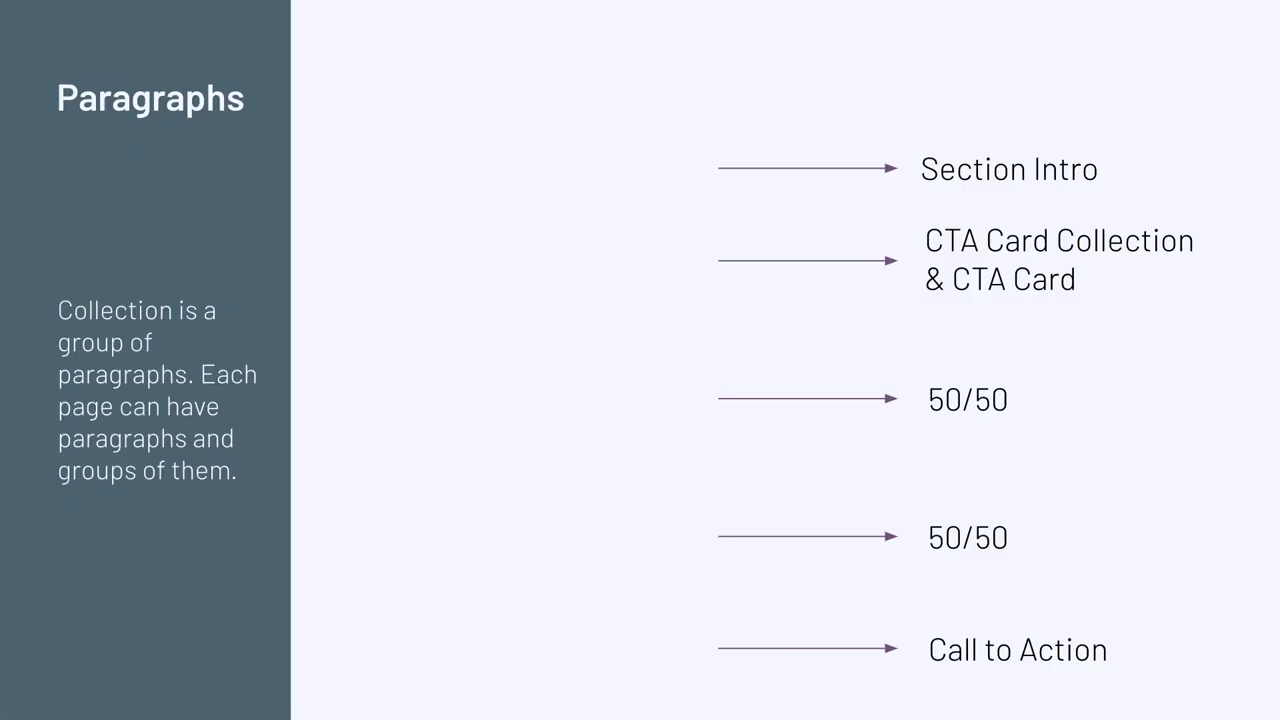 Paragraphs
Collection is a
group of
paragraphs. Each
page can have
paragraphs and
groups of them.
Section Intro
CTA Card Collection
& CTA Card
50/50
50/50
Call to Action